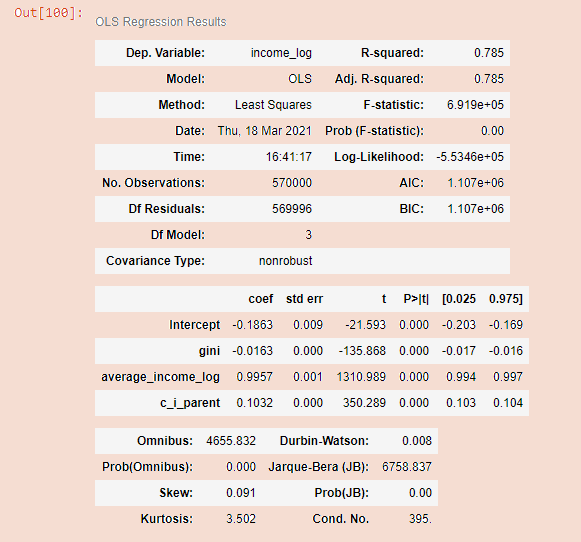 Out[100]:
OLS Regression Results
Dep. Variable: income_log R-squared: 0.785
Model: OLS Adj. R-squared: 0.785
Method: Least Squares F-statistic: 6.919e+05
Date: Thu, 18 Mar 2021 Prob (F-statistic): 0.00
Time: 16:41:17 Log-Likelihood: -5.5346e+05
No. Observations: 570000 AIC: 1.107e+06
Df Residuals: 569996 BIC: 1.107e+06
Df Model: 3
Covariance Type: nonrobust
coef std err t P>|t| [0.025 0.975]
Intercept -0.1863 0.009 -21.593 0.000 -0.203 -0.169
gini -0.0163 0.000 -135.868 0.000 -0.017 -0.016
average_income_log 0.9957 0.001 1310.989 0.000 0.994 0.997
c_i_parent 0.1032 0.000 350.289 0.000 0.103 0.104
Omnibus: 4655.832 Durbin-Watson: 0.008
Prob(Omnibus): 0.000 Jarque-Bera (JB): 6758.837
Skew: 0.091 Prob(JB): 0.00
Kurtosis: 3.502 Cond. No. 395.